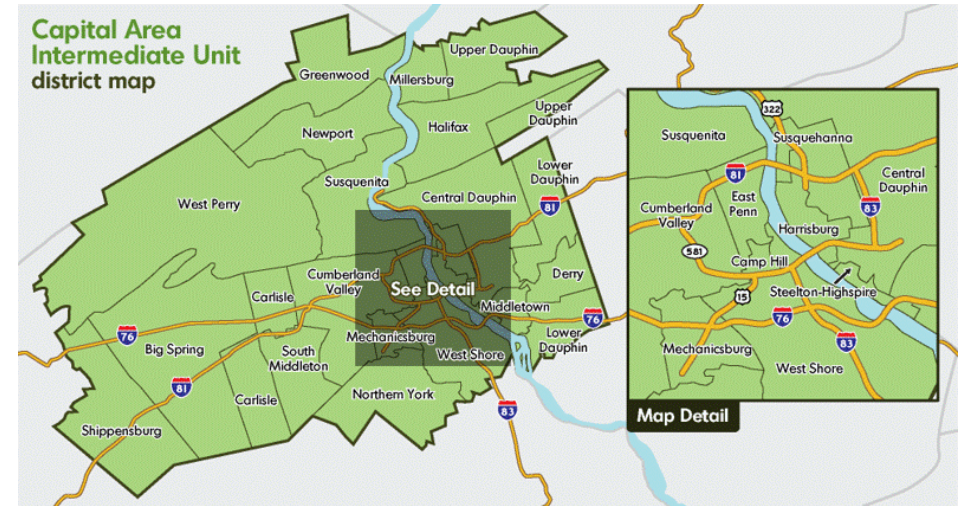 Capital Area
Intermediate Unit
district map
Upper Dauphin
Greenwood
Millersburg
Upper
Dauphin
Newport
Halifax
Lower
Dauphin
Susquenita
Central Dauphin
West Perry
81
Cumberland
Valley
See Detail
Derry
Carlisle
Middletown
76
76
Mechanicsburg
Lower
Dauphin
Big Spring
South
Middleton
West Shore
81
Carlisle
Northern York
83
Shippensburg
322
Susquenita
Susquehanna
81
Central
Dauphin
East
Penn
83
Cumberland
Valley
Harrisburg
581
Camp Hill
15
Steelton-Highspire
76
83
Mechanicsburg
West Shore
Map Detail